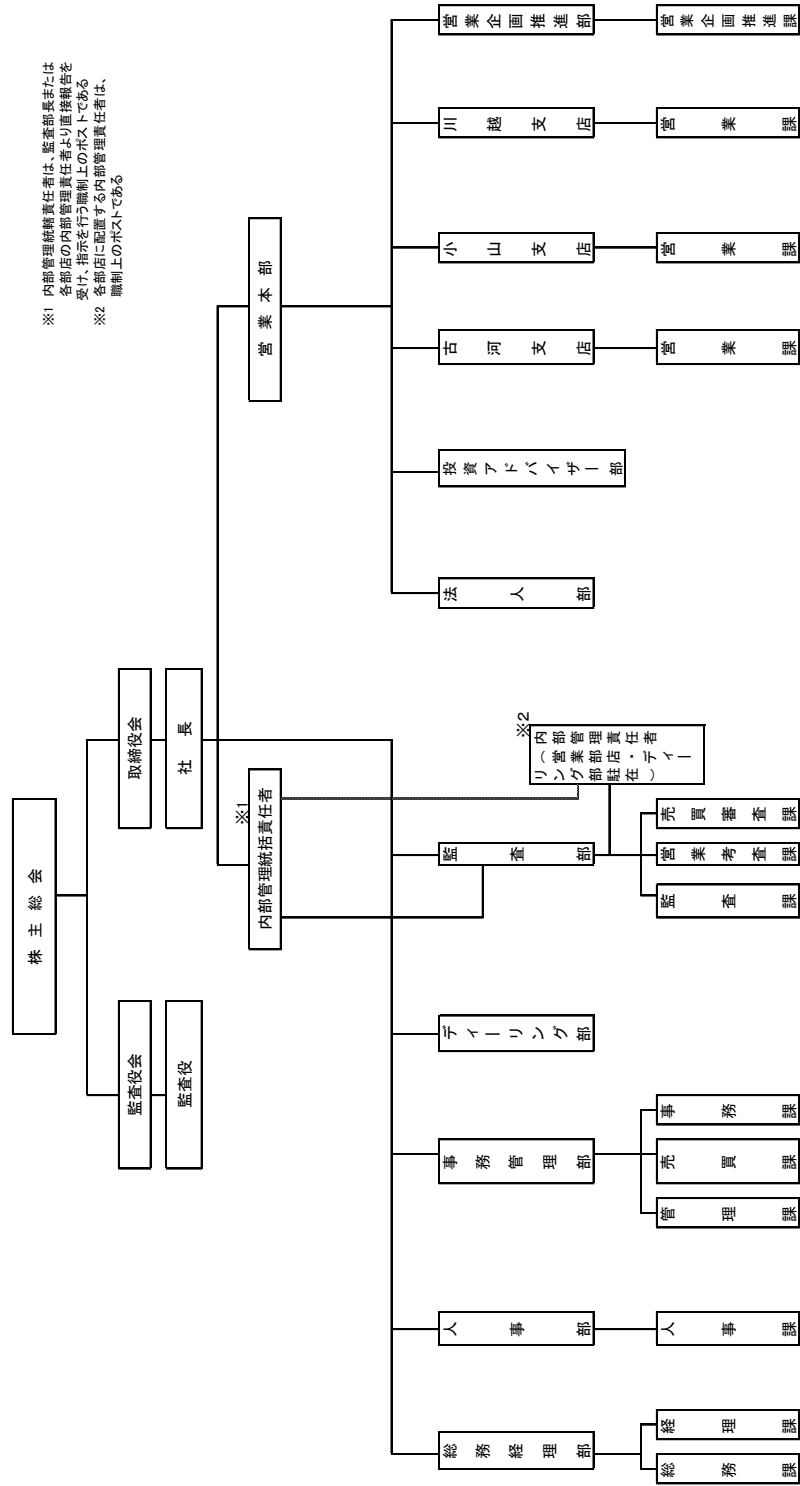 株主総会
監査役会
監査役
取締役会
社長
※1 内部管理統轄責任者は、監査部長または
各部店の内部管理責任者より直接報告を
受け、指示を行う職制上のポストである
※2 各部店に配置する内部管理責任者は、
職制上のポストである
※1
内部管理統括責任者
営業本部
総務経理部
人事部
事務管理部
ディーリング部
監査部
※2
内部管理責任者
(営業部店・ディー
リング部駐在)
法人部
投資アドバイザー部
古河支店
小山支店
川越支店
営業企画推進部
総務課
経理課
人事課
管理課
売買課
事務課
監査課
営業考査課
売買審査課
営業課
営業課
営業課
営業企画推進課